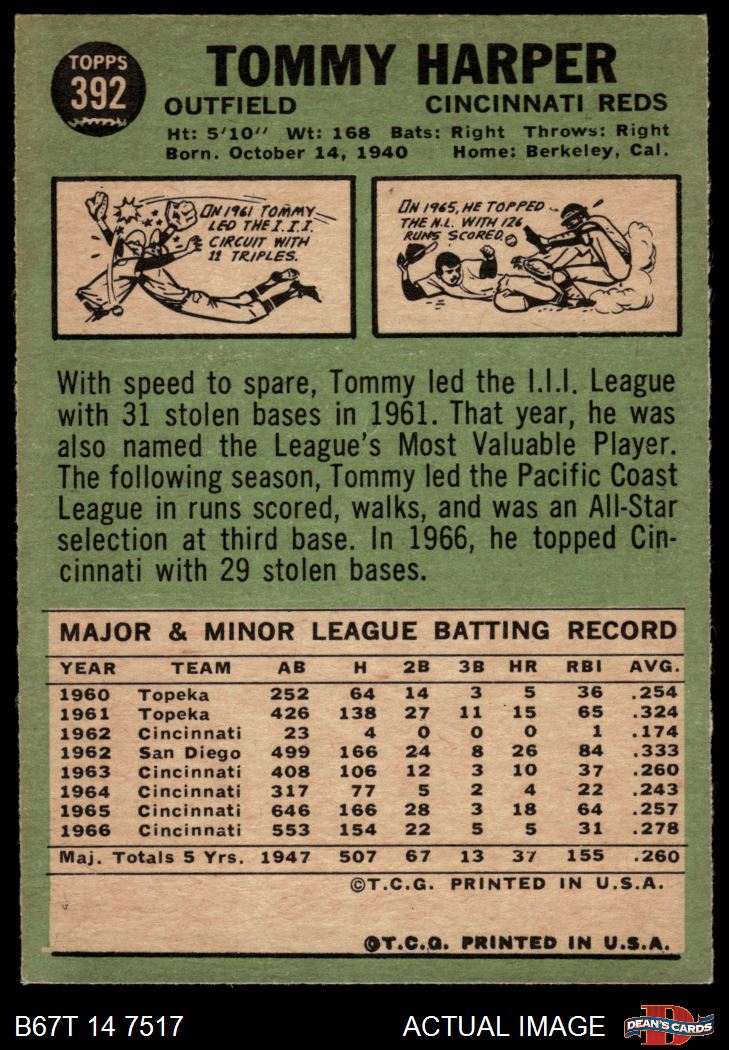 TOPPS
392
TOMMY HARPER
OUTFIELD CINCINNATI REDS
Ht: 5'10" Wt: 168 Bats: Right Throws: Right
Born. October 14, 1940 Home: Berkeley, Cal.
ON 1961 TOMMY
LED THE I.I.I.
CIRCUIT WITH
11 TRIPLES.
ON 1965, HE TOPPED
THE N.L. WITH 126
RUNS SCORED.
With speed to spare, Tommy led the I.I.I. League
with 31 stolen bases in 1961. That year, he was
also named the League's Most Valuable Player.
The following season, Tommy led the Pacific Coast
League in runs scored, walks, and was an All-Star
selection at third base. In 1966, he topped Cin-
cinnati with 29 stolen bases.
MAJOR & MINOR LEAGUE BATTING RECORD
YEAR TEAM AB H 2B 3B HR RBI AVG.
1960 Topeka 252 64 14 3 5 36 .254
1961 Topeka 426 138 27 11 15 65 .324
1962 Cincinnati 23 4 0 0 0 1 .174
1962 San Diego 499 166 24 8 26 84 .333
1963 Cincinnati 408 106 12 3 10 37 .260
1964 Cincinnati 317 77 5 2 4 22 .243
1965 Cincinnati 646 166 28 3 18 64 .257
1966 Cincinnati 553 154 22 5 5 31 .278
Maj. Totals 5 Yrs. 1947 507 67 13 37 155 .260
©T.C.G. PRINTED IN U.S.A.
©T.C.G. PRINTED IN U.S.A.
B67T 14 7517 ACTUAL IMAGE
DEAN'S CARDS